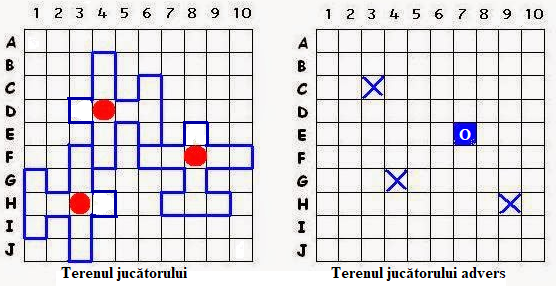 1 2 3 4 5 6 7 8 9 10
A
B
C
D
E
F
G
H
I
J
Terenul jucătorului
1 2 3 4 5 6 7 8 9 10
A
B
C
D
E
O
F
G
H
I
J
Terenul jucătorului advers